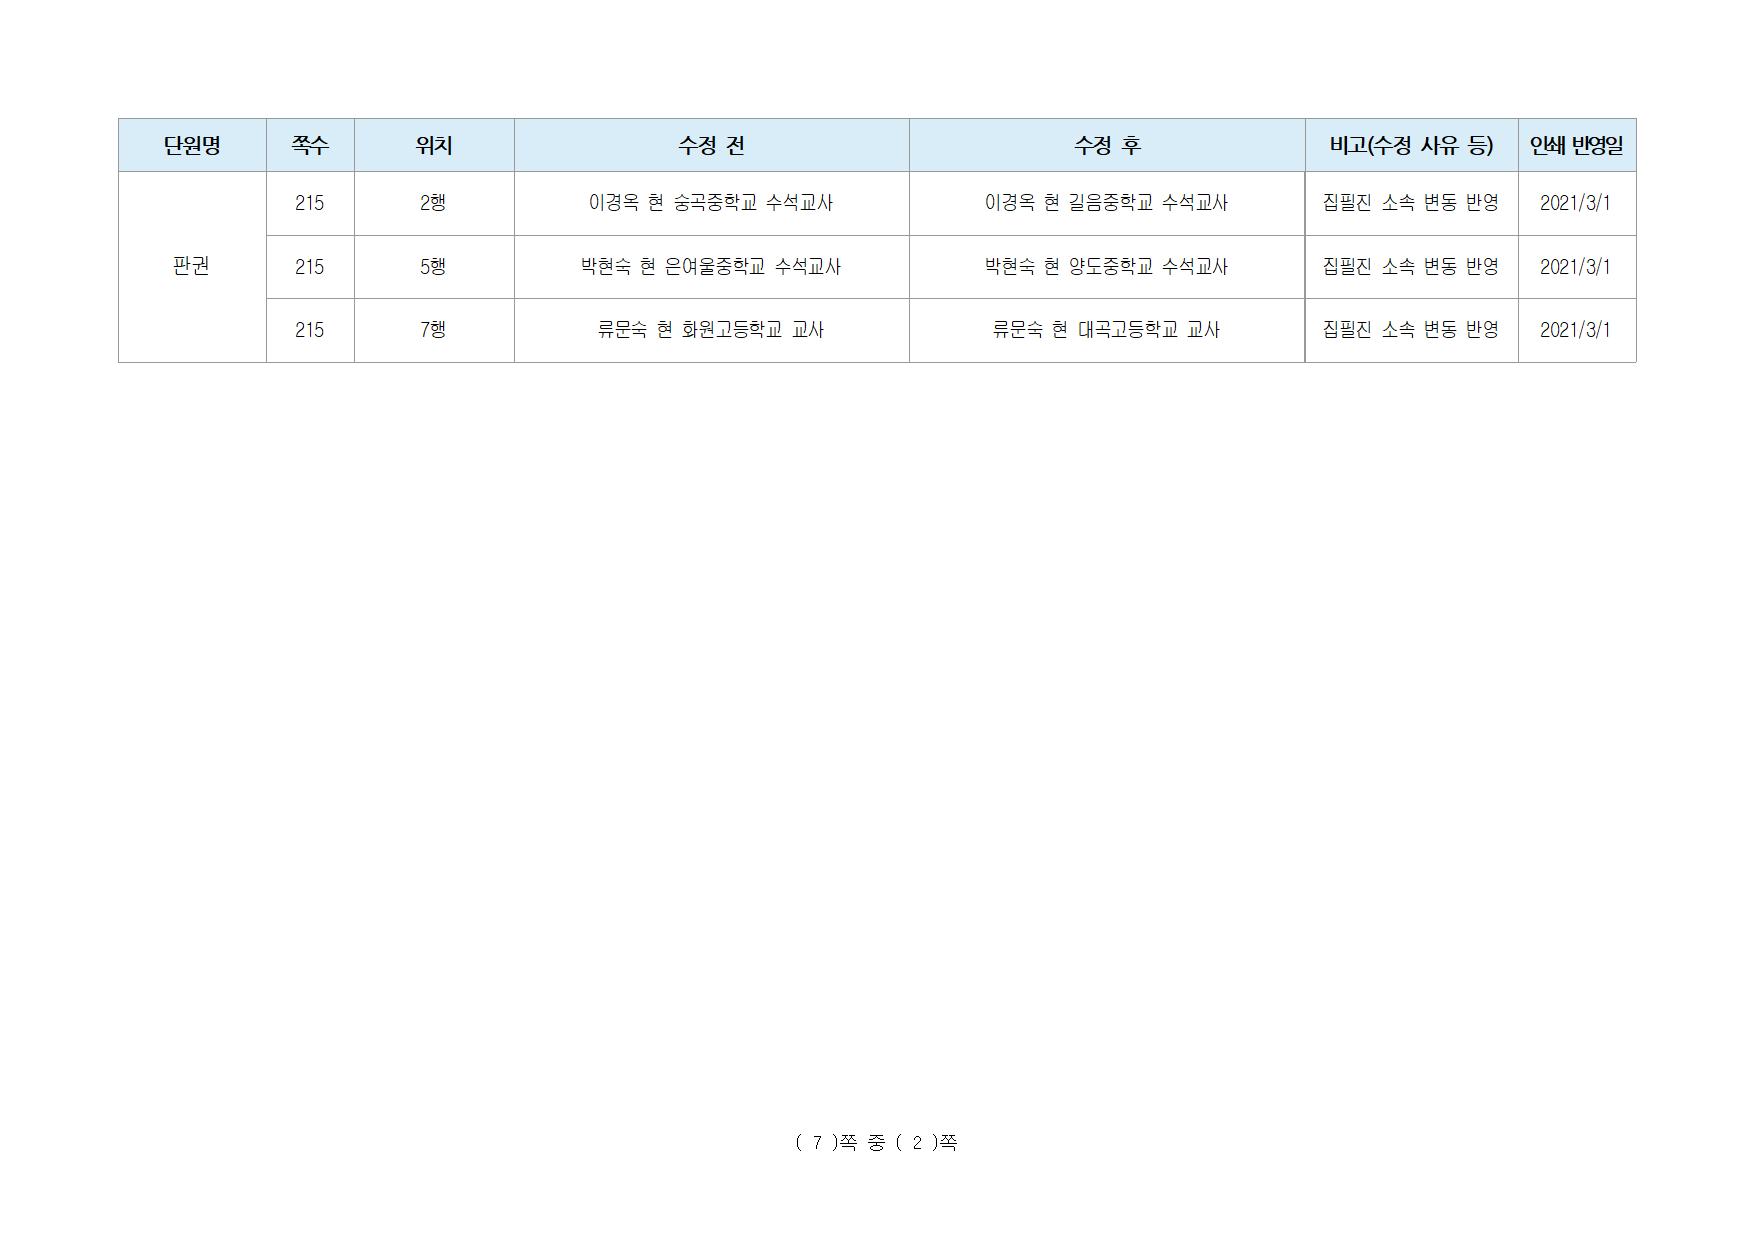 단원명 쪽수 위치 수정 전 수정 후 비고(수정 사유 등) 인쇄 반영일
판권
215 2행 이경옥 현 숭곡중학교 수석교사 이경옥 현 길음중학교 수석교사 집필진 소속 변동 반영 2021/3/1
215 5행 박현숙 현 은여울중학교 수석교사 박현숙 현 양도중학교 수석교사 집필진 소속 변동 반영 2021/3/1
215 7행 류문숙 현 화원고등학교 교사 류문숙 현 대곡고등학교 교사 집필진 소속 변동 반영 2021/3/1
( 7 )쪽 중 ( 2 )쪽